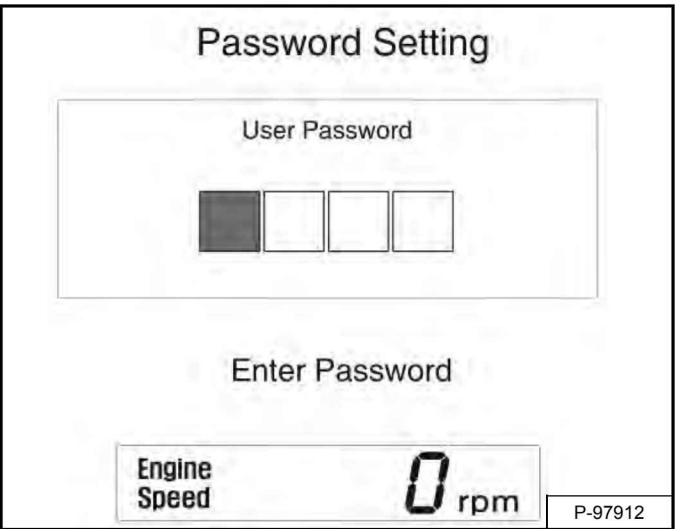 Password Setting
User Password
Enter Password
Engine
Speed
0 rpm
P-97912